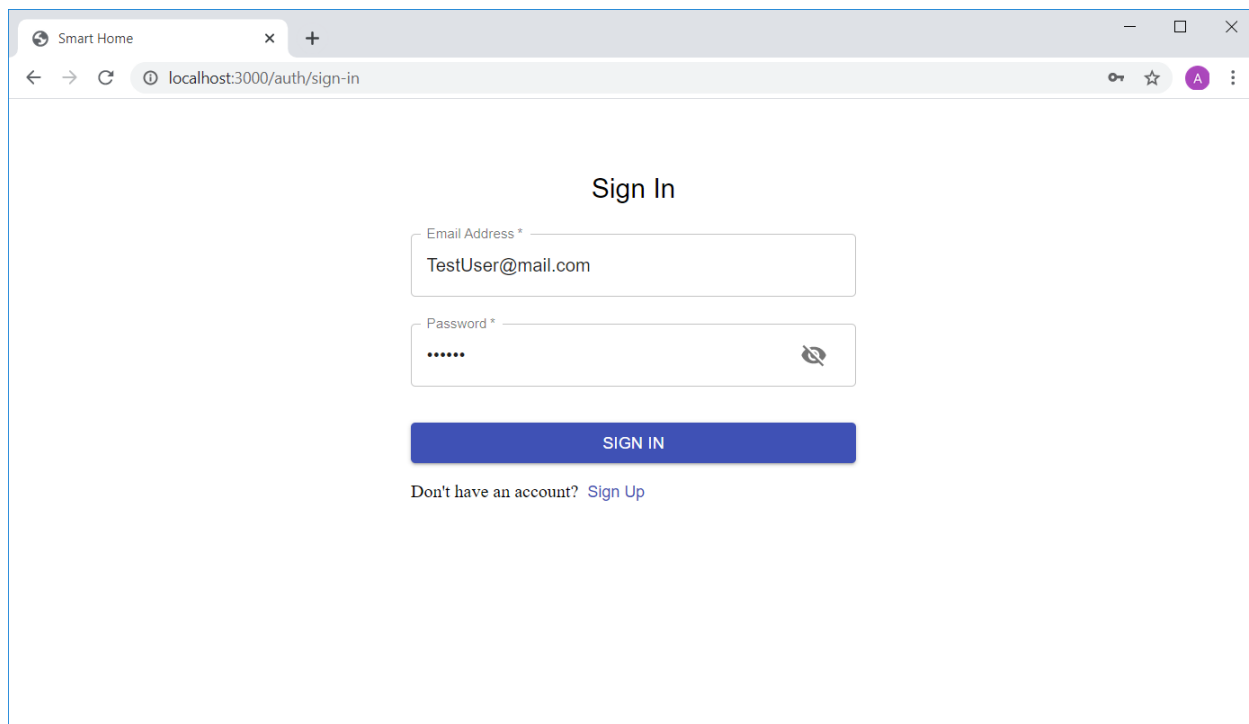 Smart Home
localhost:3000/auth/sign-in
A
Sign In
Email Address *
TestUser@mail.com
Password *
••••••
SIGN IN
Don't have an account? Sign Up